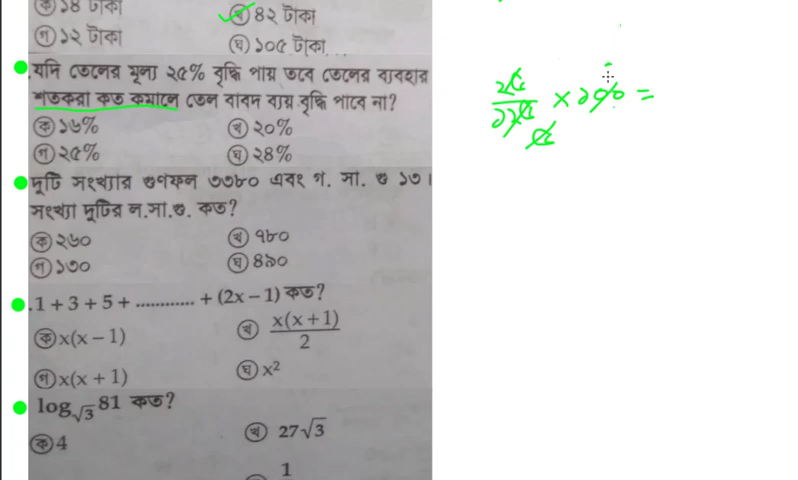 ক ১৪ টাকা খ ৪২ টাকা
গ ১২ টাকা ঘ ১০৫ টাকা
যদি তেলের মূল্য ২৫% বৃদ্ধি পায় তবে তেলের ব্যবহার
শতকরা কত কমালে তেল বাবদ ব্যয় বৃদ্ধি পাবে না?
ক ১৬% খ ২০%
গ ২৫% ঘ ২৪%
দুটি সংখ্যার গুণফল ৩৩৮০ এবং গ. সা. গু ১৩।
সংখ্যা দুটির ল.সা.গু. কত?
ক ২৬০ খ ৭৮০
গ ১৩০ ঘ ৪৯০
1 + 3 + 5 + ............ + (2x − 1) কত?
ক x(x − 1) খ x(x + 1)/2
গ x(x + 1) ঘ x²
log√3 81 কত?
ক 4 খ 27√3
1